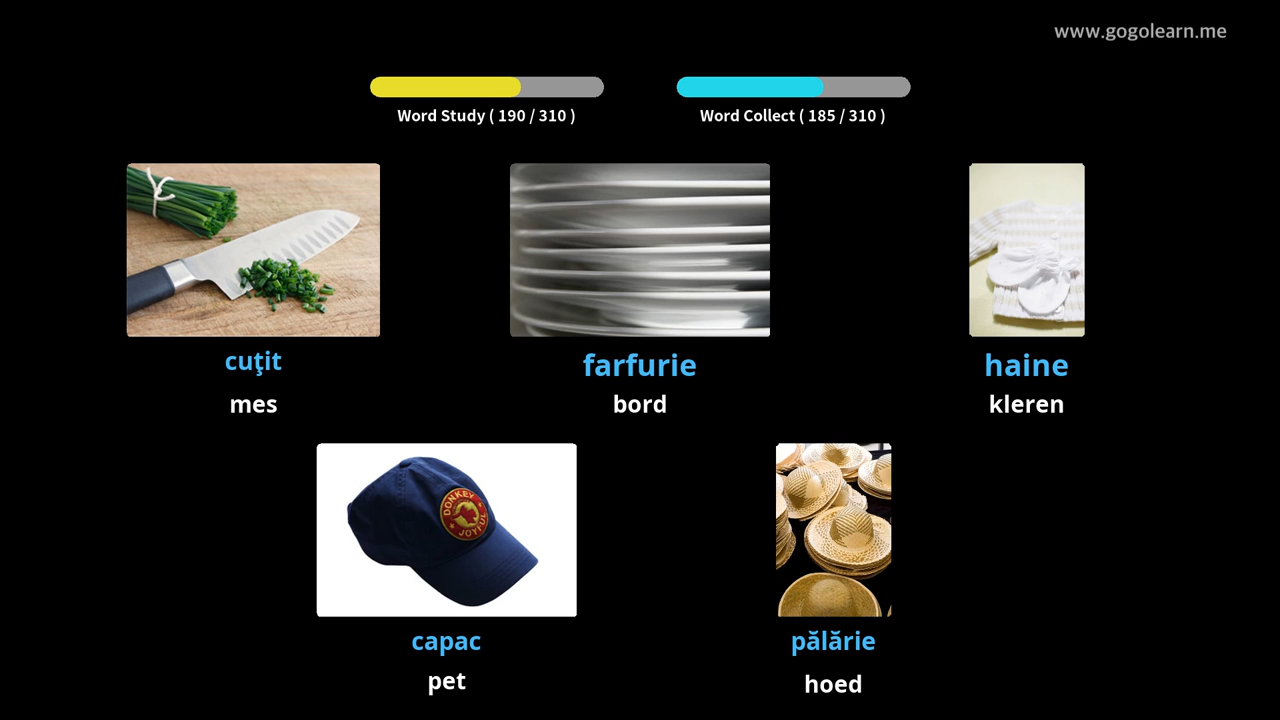 www.gogolearn.me
Word Study ( 190 / 310 )
Word Collect ( 185 / 310 )
cuţit
farfurie
haine
mes
bord
kleren
DONKEY
JOYFUL
capac
pălărie
pet
hoed